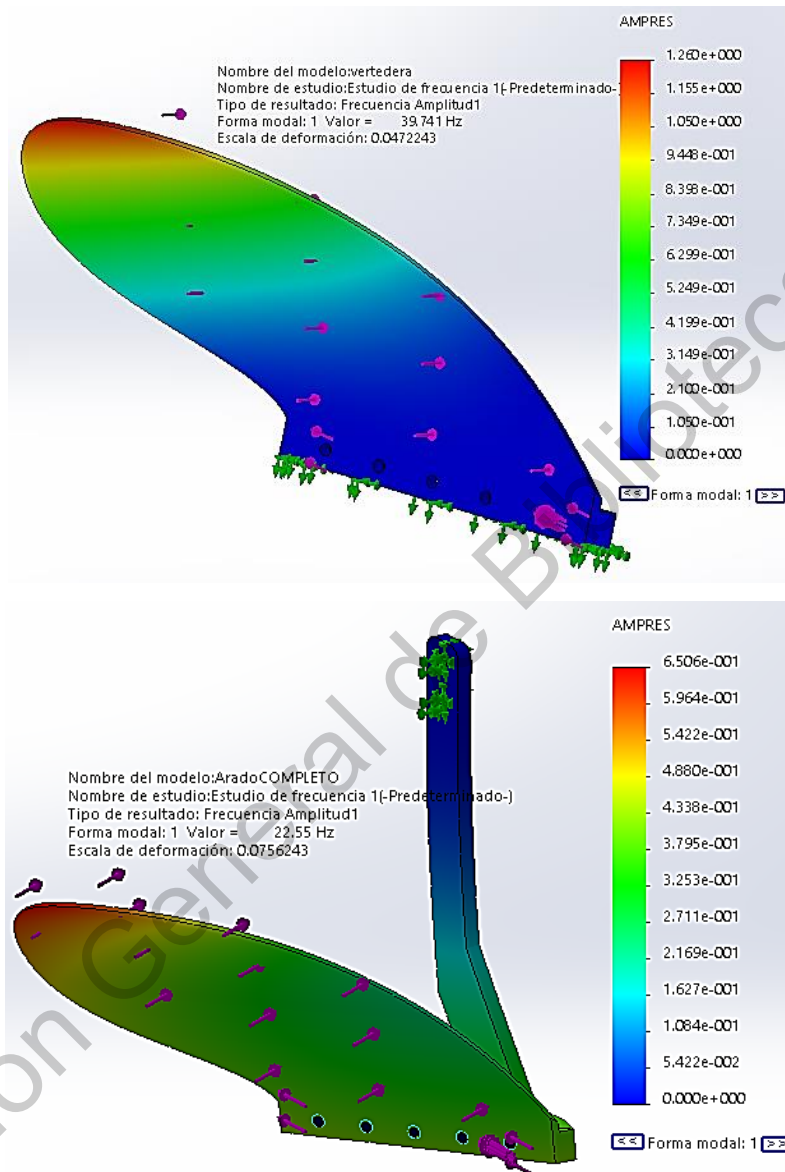 AMPRES
Nombre del modelo:vertedera
Nombre de estudio:Estudio de frecuencia 1(-Predeterminado-
Tipo de resultado: Frecuencia Amplitud1
Forma modal: 1 Valor = 39.741 Hz
Escala de deformación: 0.0472243
1.260e+000
1.155e+000
1.050e+000
9.448e-001
8.398e-001
7.349e-001
6.299e-001
5.249e-001
4.199e-001
3.149e-001
2.100e-001
1.050e-001
0.000e+000
<< Forma modal: 1 >>
AMPRES
Nombre del modelo:AradoCOMPLETO
Nombre de estudio:Estudio de frecuencia 1(-Predeterminado-)
Tipo de resultado: Frecuencia Amplitud1
Forma modal: 1 Valor = 22.55 Hz
Escala de deformación: 0.0756243
6.506e-001
5.964e-001
5.422e-001
4.880e-001
4.338e-001
3.795e-001
3.253e-001
2.711e-001
2.169e-001
1.627e-001
1.084e-001
5.422e-002
0.000e+000
<< Forma modal: 1 >>
General de Bibliotec